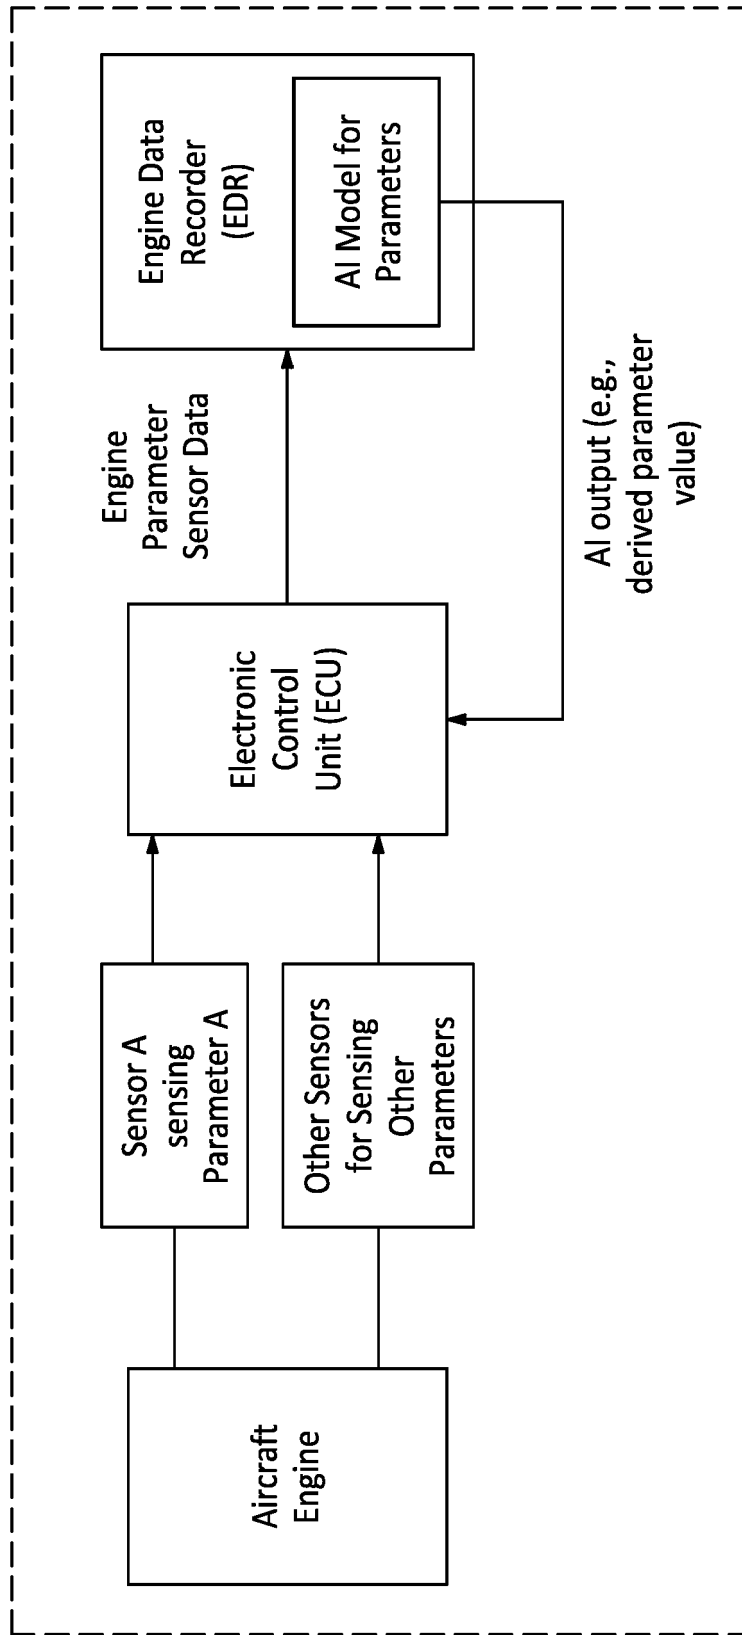 Aircraft
Engine
Sensor A
sensing
Parameter A
Other Sensors
for Sensing
Other
Parameters
Electronic
Control
Unit (ECU)
Engine
Parameter
Sensor Data
Engine Data
Recorder
(EDR)
AI Model for
Parameters
AI output (e.g.,
derived parameter
value)